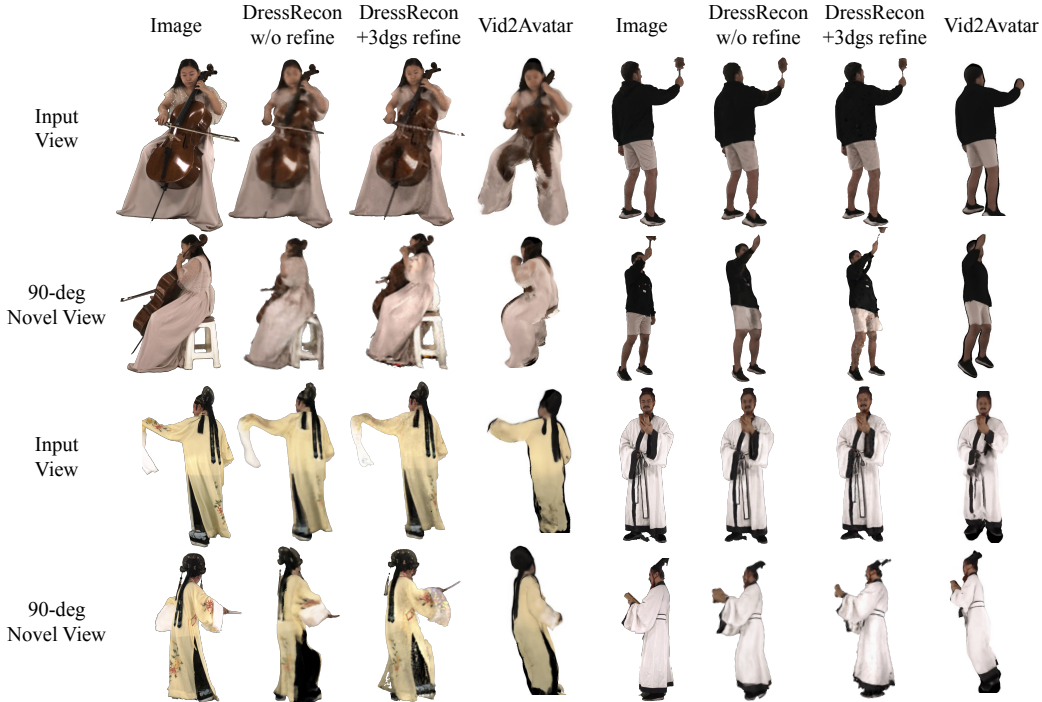 Image
DressRecon
w/o refine
DressRecon
+3dgs refine
Vid2Avatar
Image
DressRecon
w/o refine
DressRecon
+3dgs refine
Vid2Avatar
Input
View
90-deg
Novel View
Input
View
90-deg
Novel View